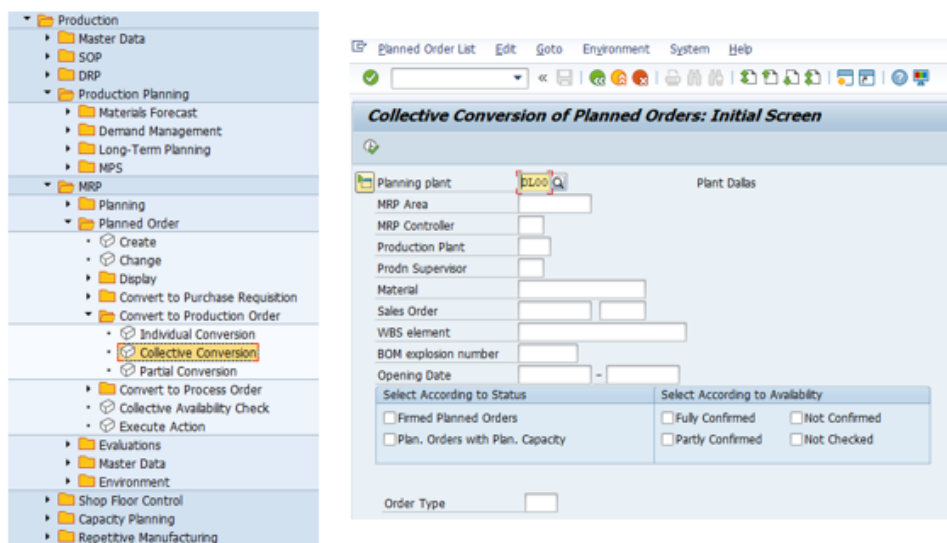 Production
Master Data
SOP
DRP
Production Planning
Materials Forecast
Demand Management
Long-Term Planning
MPS
MRP
Planning
Planned Order
Create
Change
Display
Convert to Purchase Requisition
Convert to Production Order
Individual Conversion
Collective Conversion
Partial Conversion
Convert to Process Order
Collective Availability Check
Execute Action
Evaluations
Master Data
Environment
Shop Floor Control
Capacity Planning
Repetitive Manufacturing
Planned Order List Edit Goto Environment System Help
Collective Conversion of Planned Orders: Initial Screen
Planning plant DL00 Plant Dallas
MRP Area
MRP Controller
Production Plant
Prodn Supervisor
Material
Sales Order
WBS element
BOM explosion number
Opening Date –
Select According to Status Select According to Availability
Firmed Planned Orders Fully Confirmed Not Confirmed
Plan. Orders with Plan. Capacity Partly Confirmed Not Checked
Order Type